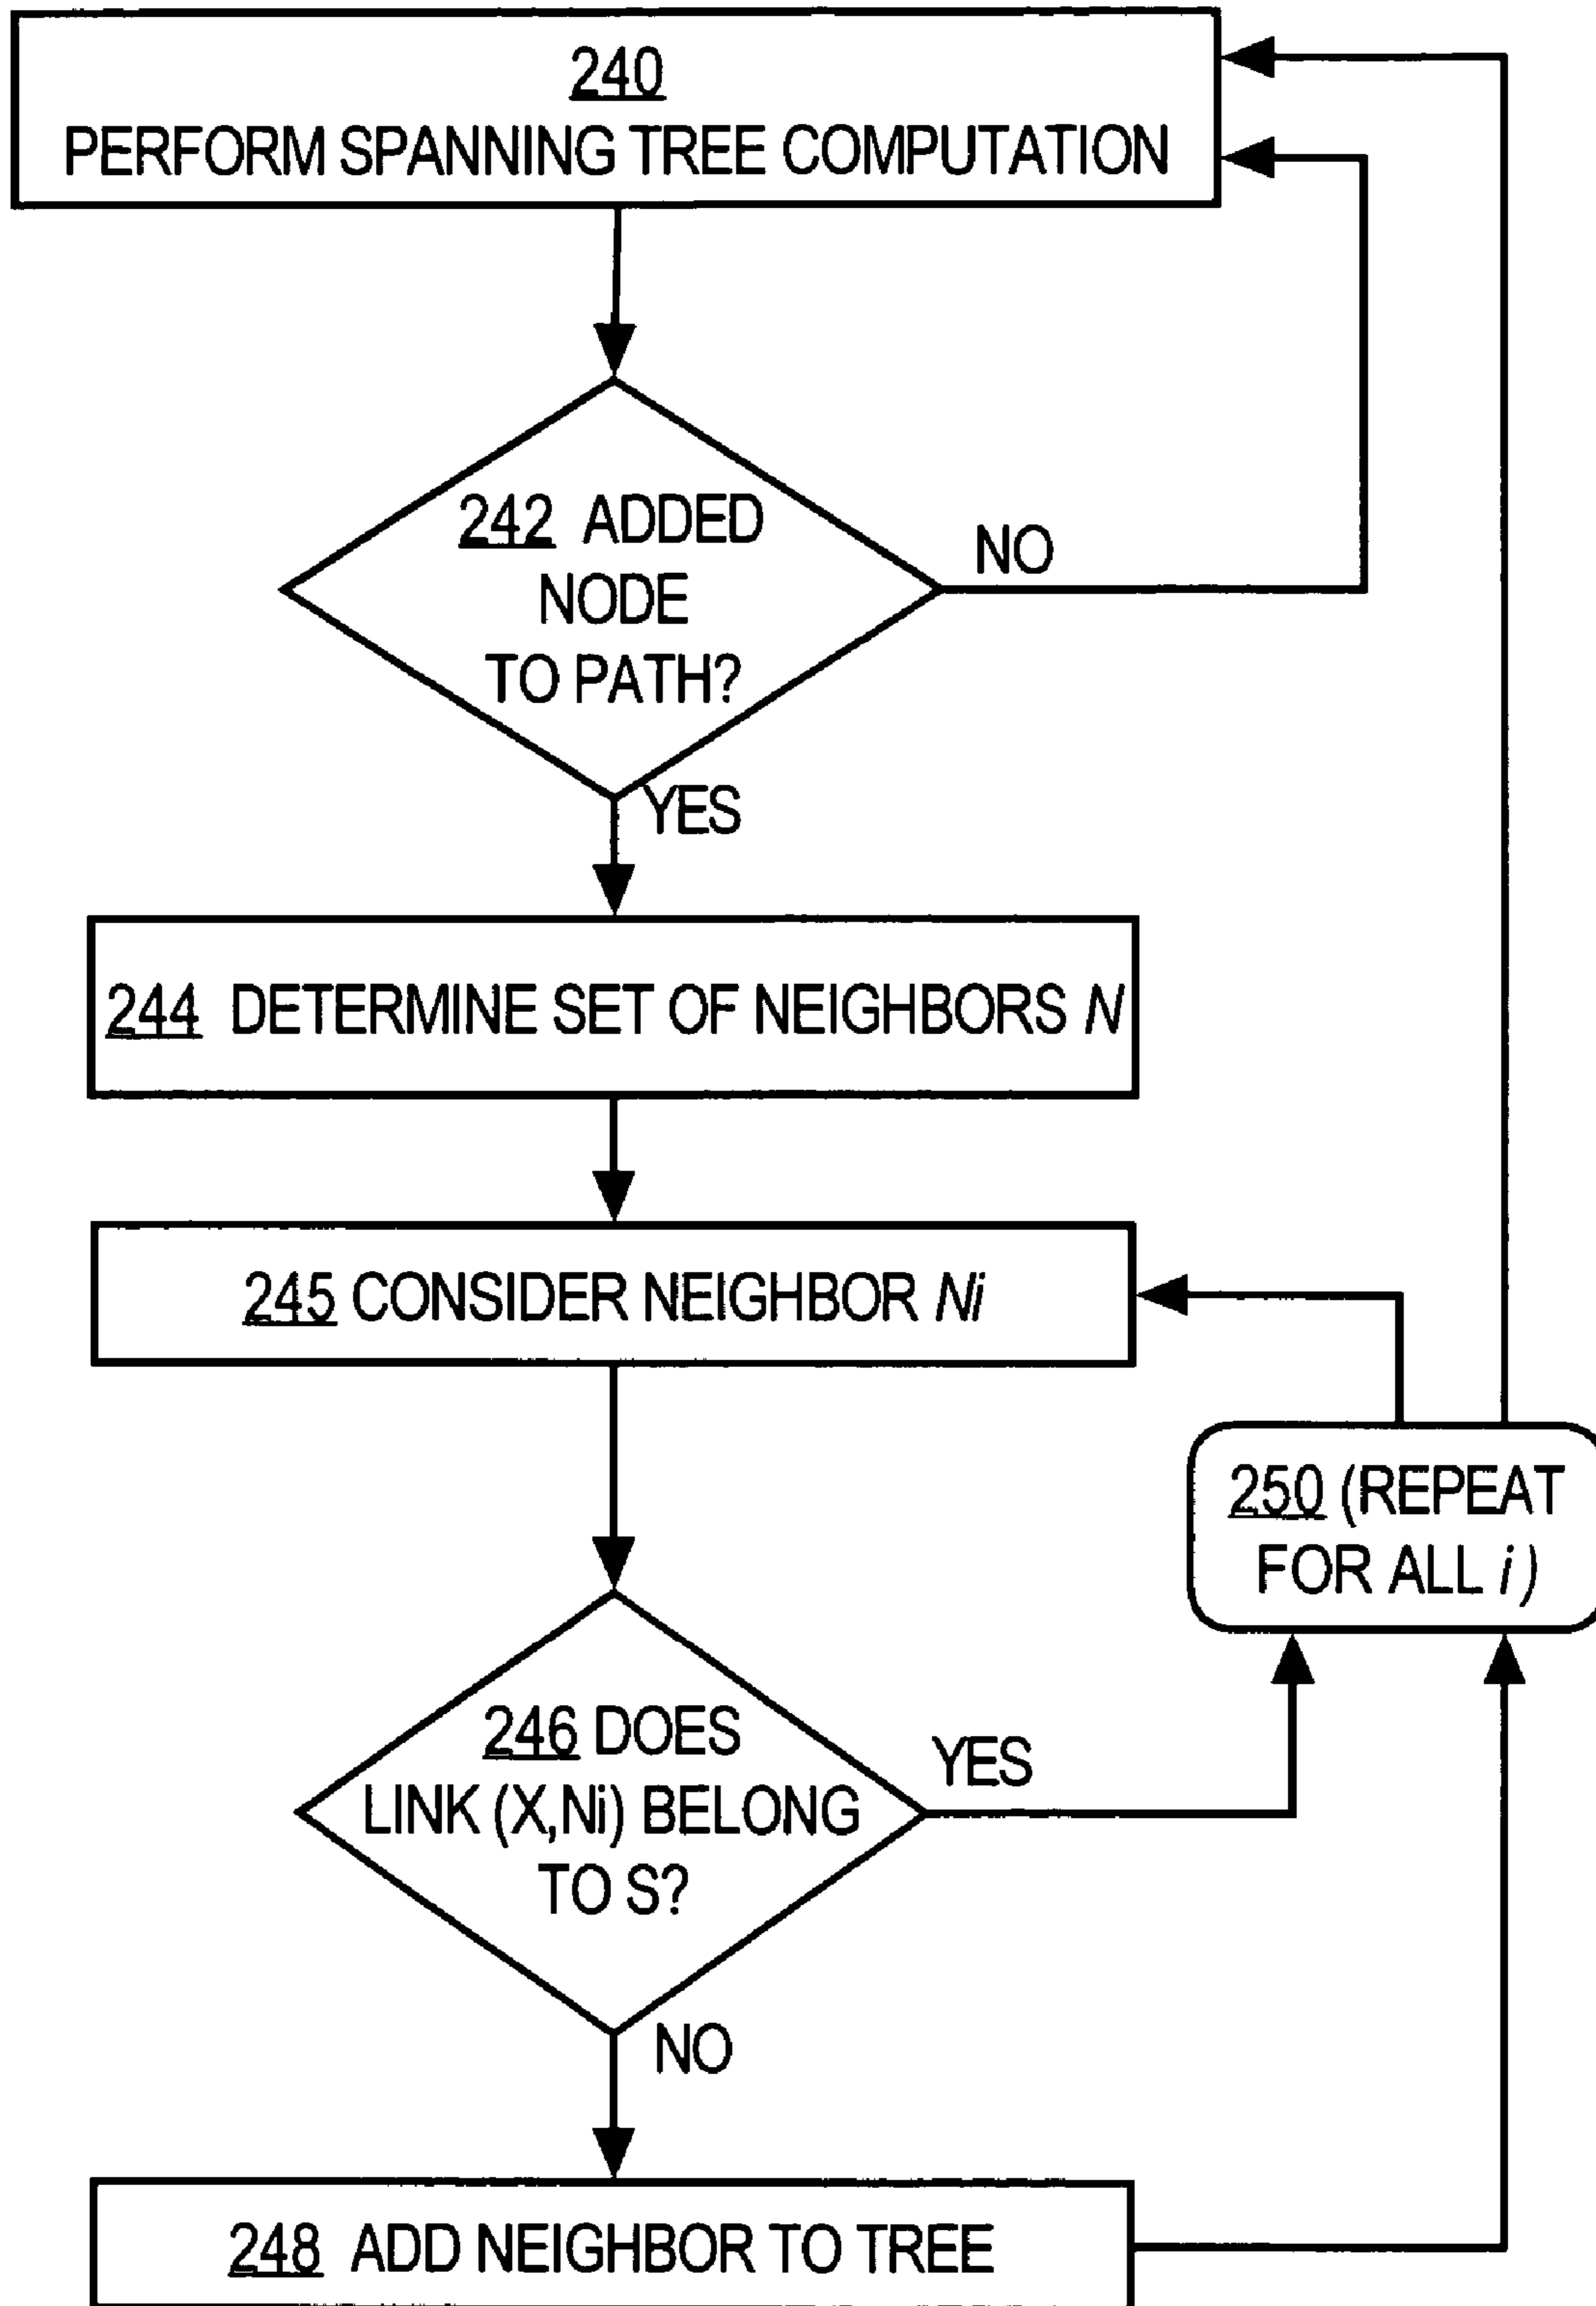 240
PERFORM SPANNING TREE COMPUTATION
242 ADDED
NODE
TO PATH?
NO
YES
244 DETERMINE SET OF NEIGHBORS N
245 CONSIDER NEIGHBOR Ni
250 (REPEAT
FOR ALL i)
246 DOES
LINK (X,Ni) BELONG
TO S?
YES
NO
248 ADD NEIGHBOR TO TREE